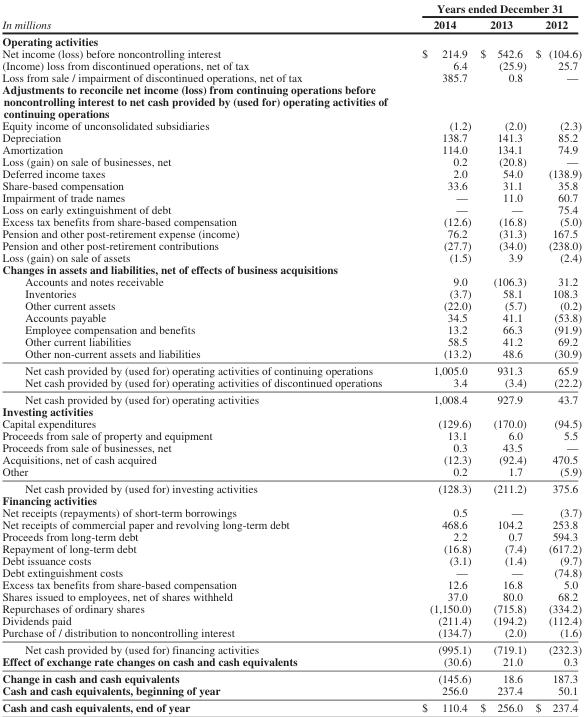 Years ended December 31
In millions 2014 2013 2012
Operating activities
Net income (loss) before noncontrolling interest $ 214.9 $ 542.6 $ (104.6)
(Income) loss from discontinued operations, net of tax 6.4 (25.9) 25.7
Loss from sale / impairment of discontinued operations, net of tax 385.7 0.8 —
Adjustments to reconcile net income (loss) from continuing operations before
noncontrolling interest to net cash provided by (used for) operating activities of
continuing operations
Equity income of unconsolidated subsidiaries (1.2) (2.0) (2.3)
Depreciation 138.7 141.3 85.2
Amortization 114.0 134.1 74.9
Loss (gain) on sale of businesses, net 0.2 (20.8) —
Deferred income taxes 2.0 54.0 (138.9)
Share-based compensation 33.6 31.1 35.8
Impairment of trade names — 11.0 60.7
Loss on early extinguishment of debt — — 75.4
Excess tax benefits from share-based compensation (12.6) (16.8) (5.0)
Pension and other post-retirement expense (income) 76.2 (31.3) 167.5
Pension and other post-retirement contributions (27.7) (34.0) (238.0)
Loss (gain) on sale of assets (1.5) 3.9 (2.4)
Changes in assets and liabilities, net of effects of business acquisitions
Accounts and notes receivable 9.0 (106.3) 31.2
Inventories (3.7) 58.1 108.3
Other current assets (22.0) (5.7) (0.2)
Accounts payable 34.5 41.1 (53.8)
Employee compensation and benefits 13.2 66.3 (91.9)
Other current liabilities 58.5 41.2 69.2
Other non-current assets and liabilities (13.2) 48.6 (30.9)
Net cash provided by (used for) operating activities of continuing operations 1,005.0 931.3 65.9
Net cash provided by (used for) operating activities of discontinued operations 3.4 (3.4) (22.2)
Net cash provided by (used for) operating activities 1,008.4 927.9 43.7
Investing activities
Capital expenditures (129.6) (170.0) (94.5)
Proceeds from sale of property and equipment 13.1 6.0 5.5
Proceeds from sale of businesses, net 0.3 43.5 —
Acquisitions, net of cash acquired (12.3) (92.4) 470.5
Other 0.2 1.7 (5.9)
Net cash provided by (used for) investing activities (128.3) (211.2) 375.6
Financing activities
Net receipts (repayments) of short-term borrowings 0.5 — (3.7)
Net receipts of commercial paper and revolving long-term debt 468.6 104.2 253.8
Proceeds from long-term debt 2.2 0.7 594.3
Repayment of long-term debt (16.8) (7.4) (617.2)
Debt issuance costs (3.1) (1.4) (9.7)
Debt extinguishment costs — — (74.8)
Excess tax benefits from share-based compensation 12.6 16.8 5.0
Shares issued to employees, net of shares withheld 37.0 80.0 68.2
Repurchases of ordinary shares (1,150.0) (715.8) (334.2)
Dividends paid (211.4) (194.2) (112.4)
Purchase of / distribution to noncontrolling interest (134.7) (2.0) (1.6)
Net cash provided by (used for) financing activities (995.1) (719.1) (232.3)
Effect of exchange rate changes on cash and cash equivalents (30.6) 21.0 0.3
Change in cash and cash equivalents (145.6) 18.6 187.3
Cash and cash equivalents, beginning of year 256.0 237.4 50.1
Cash and cash equivalents, end of year $ 110.4 $ 256.0 $ 237.4